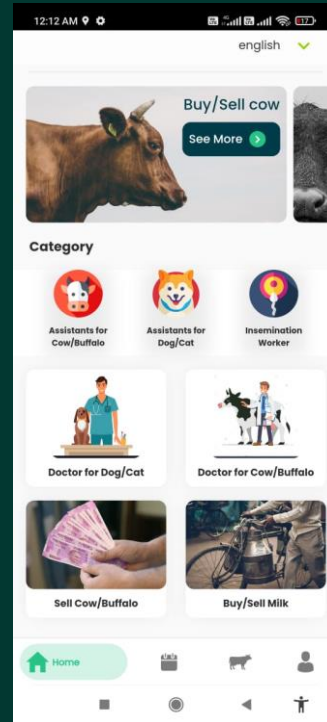 12:12 AM
17
english
Buy/Sell cow
See More
Category
Assistants for
Cow/Buffalo
Assistants for
Dog/Cat
Insemination
Worker
Doctor for Dog/Cat
Doctor for Cow/Buffalo
Sell Cow/Buffalo
Buy/Sell Milk
Home